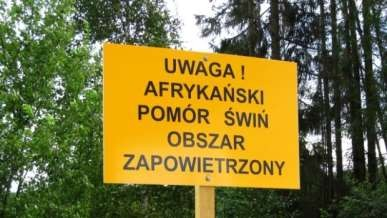 UWAGA !
AFRYKAŃSKI
POMÓR ŚWIŃ
OBSZAR
ZAPOWIETRZONY